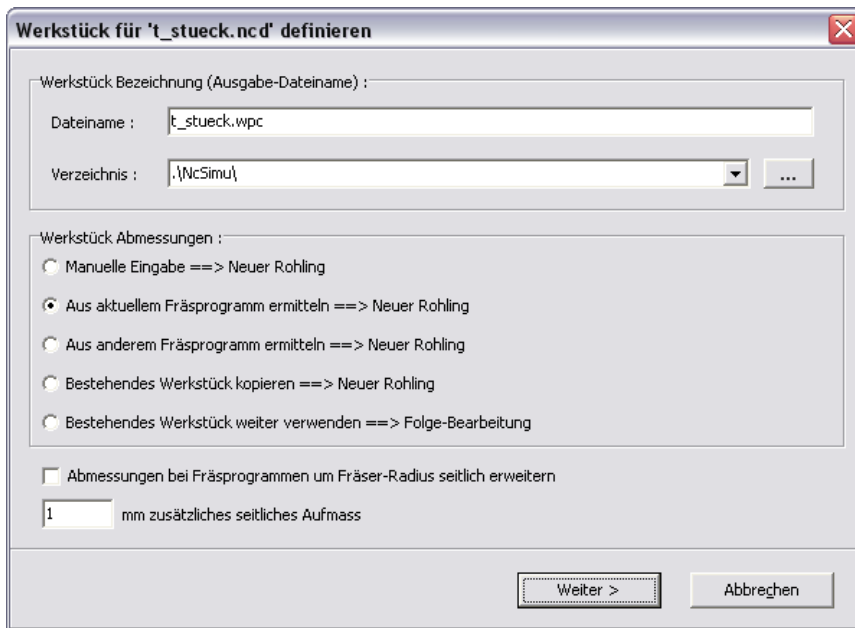 Werkstück für 't_stueck.ncd' definieren
Werkstück Bezeichnung (Ausgabe-Dateiname) :
Dateiname : t_stueck.wpc
Verzeichnis : .\NcSimu\ ...
Werkstück Abmessungen :
Manuelle Eingabe ==> Neuer Rohling
Aus aktuellem Fräsprogramm ermitteln ==> Neuer Rohling
Aus anderem Fräsprogramm ermitteln ==> Neuer Rohling
Bestehendes Werkstück kopieren ==> Neuer Rohling
Bestehendes Werkstück weiter verwenden ==> Folge-Bearbeitung
Abmessungen bei Fräsprogrammen um Fräser-Radius seitlich erweitern
1 mm zusätzliches seitliches Aufmass
Weiter > Abbrechen